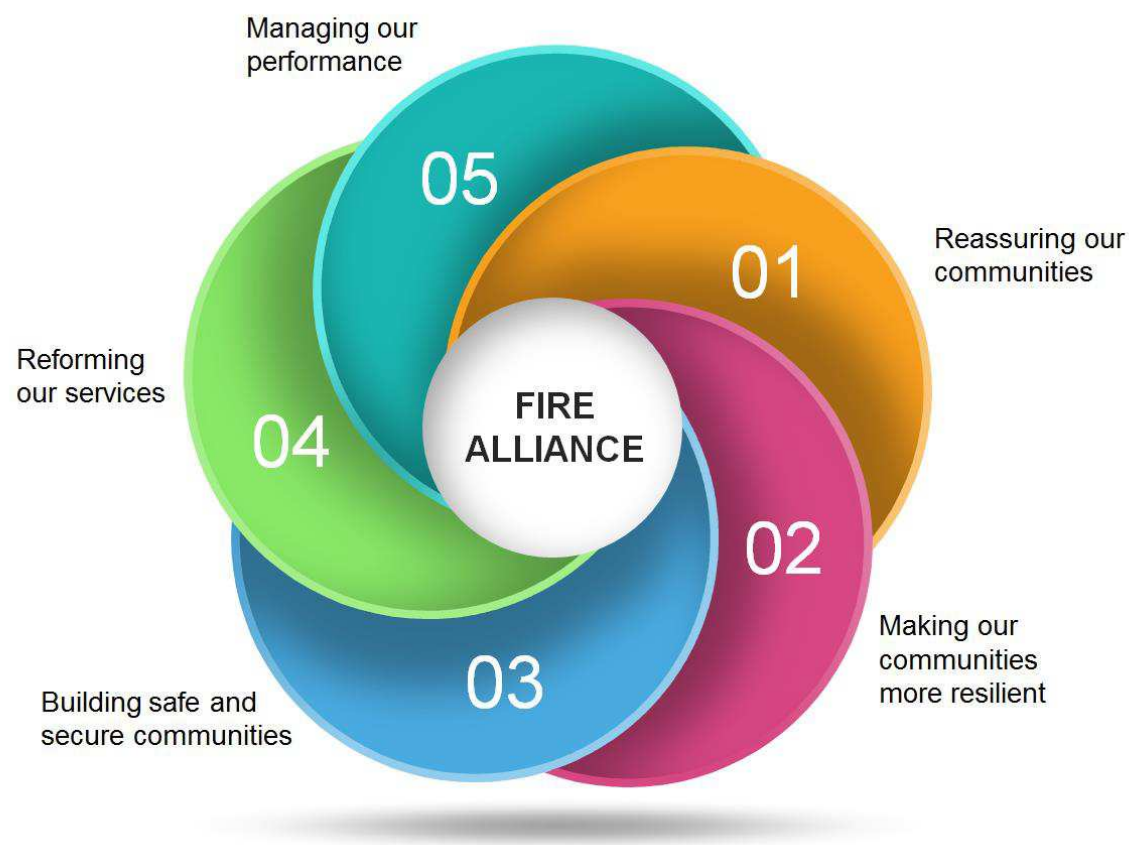 Managing our
performance
05
01
Reassuring our
communities
Reforming
our services
04
FIRE
ALLIANCE
02
Making our
communities
more resilient
03
Building safe and
secure communities